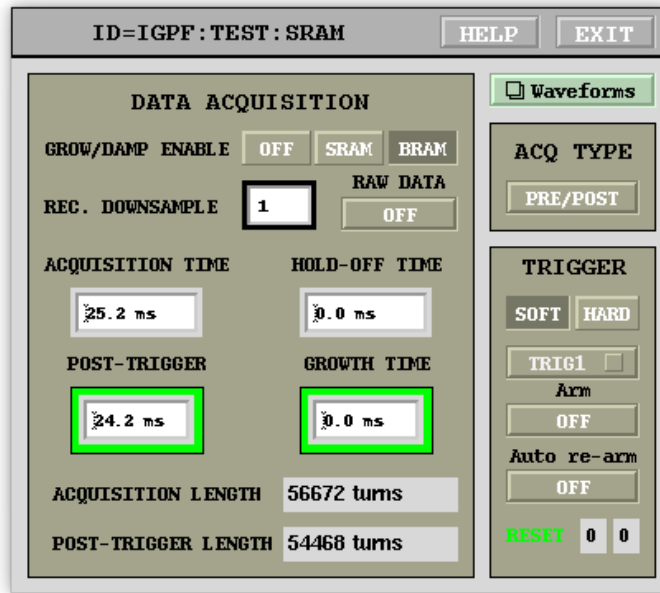 ID=IGPF:TEST:SRAM HELP EXIT
DATA ACQUISITION
GROW/DAMP ENABLE OFF SRAM BRAM
REC. DOWNSAMPLE 1 RAW DATA
OFF
ACQUISITION TIME HOLD-OFF TIME
25.2 ms 0.0 ms
POST-TRIGGER GROWTH TIME
24.2 ms 0.0 ms
ACQUISITION LENGTH 56672 turns
POST-TRIGGER LENGTH 54468 turns
Waveforms
ACQ TYPE
PRE/POST
TRIGGER
SOFT HARD
TRIG1
Arm
OFF
Auto re-arm
OFF
RESET 0 0